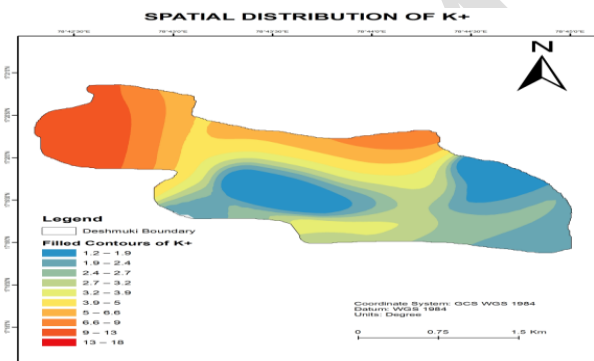 SPATIAL DISTRIBUTION OF K+
N
Legend
Deshmuki Boundary
Filled Contours of K+
1.2 – 1.9
1.9 – 2.4
2.4 – 2.7
2.7 – 3.2
3.2 – 3.9
3.9 – 5
5 – 6.6
6.6 – 9
9 – 13
13 – 18
Coordinate System: GCS WGS 1984
Datum: WGS 1984
Units: Degree
0 0.75 1.5 Km